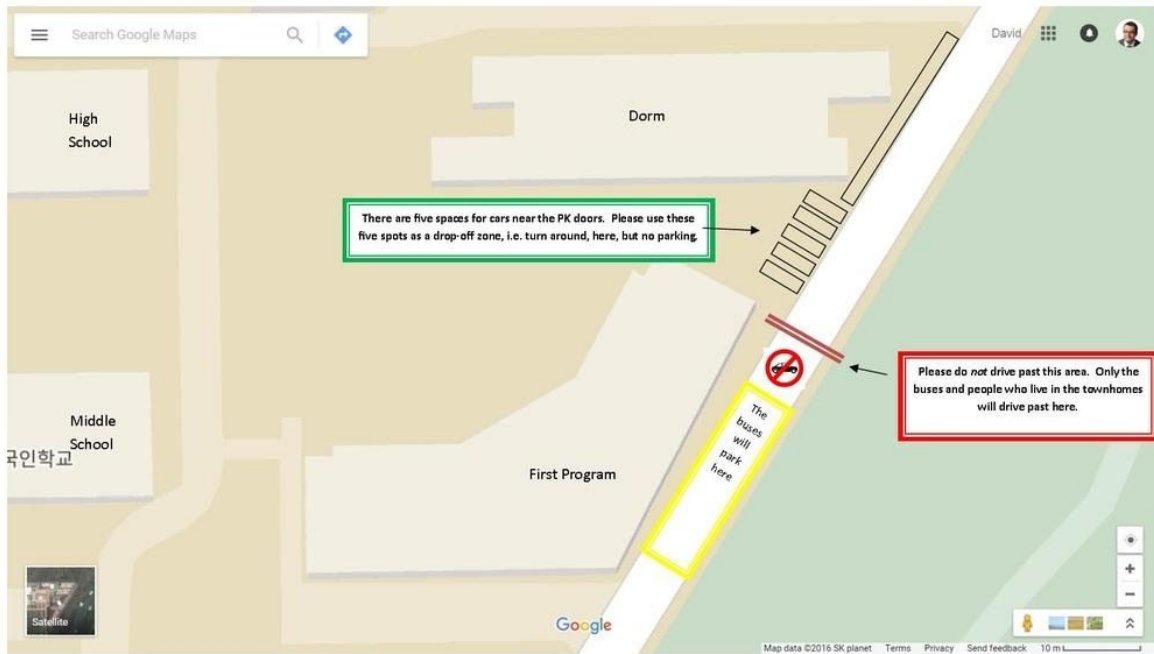 Search Google Maps
David
High
School
Dorm
There are five spaces for cars near the PK doors.  Please use these
five spots as a drop-off zone, i.e. turn around, here, but no parking.
Please do not drive past this area.  Only the
buses and people who live in the townhomes
will drive past here.
The
buses
will
park
here
Middle
School
국인학교
First Program
Satellite
Google
Map data ©2016 SK planet Terms Privacy Send feedback 10 m